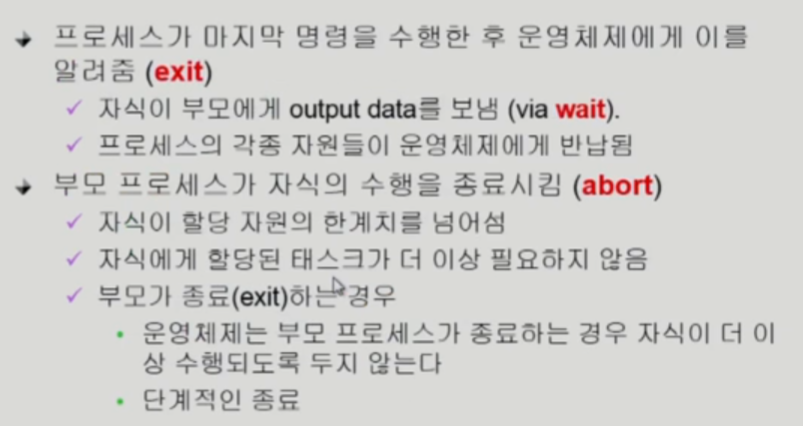 프로세스가 마지막 명령을 수행한 후 운영체제에게 이를
알려줌 (exit)
자식이 부모에게 output data를 보냄 (via wait).
프로세스의 각종 자원들이 운영체제에게 반납됨
부모 프로세스가 자식의 수행을 종료시킴 (abort)
자식이 할당 자원의 한계치를 넘어섬
자식에게 할당된 태스크가 더 이상 필요하지 않음
부모가 종료(exit)하는 경우
운영체제는 부모 프로세스가 종료하는 경우 자식이 더 이
상 수행되도록 두지 않는다
단계적인 종료